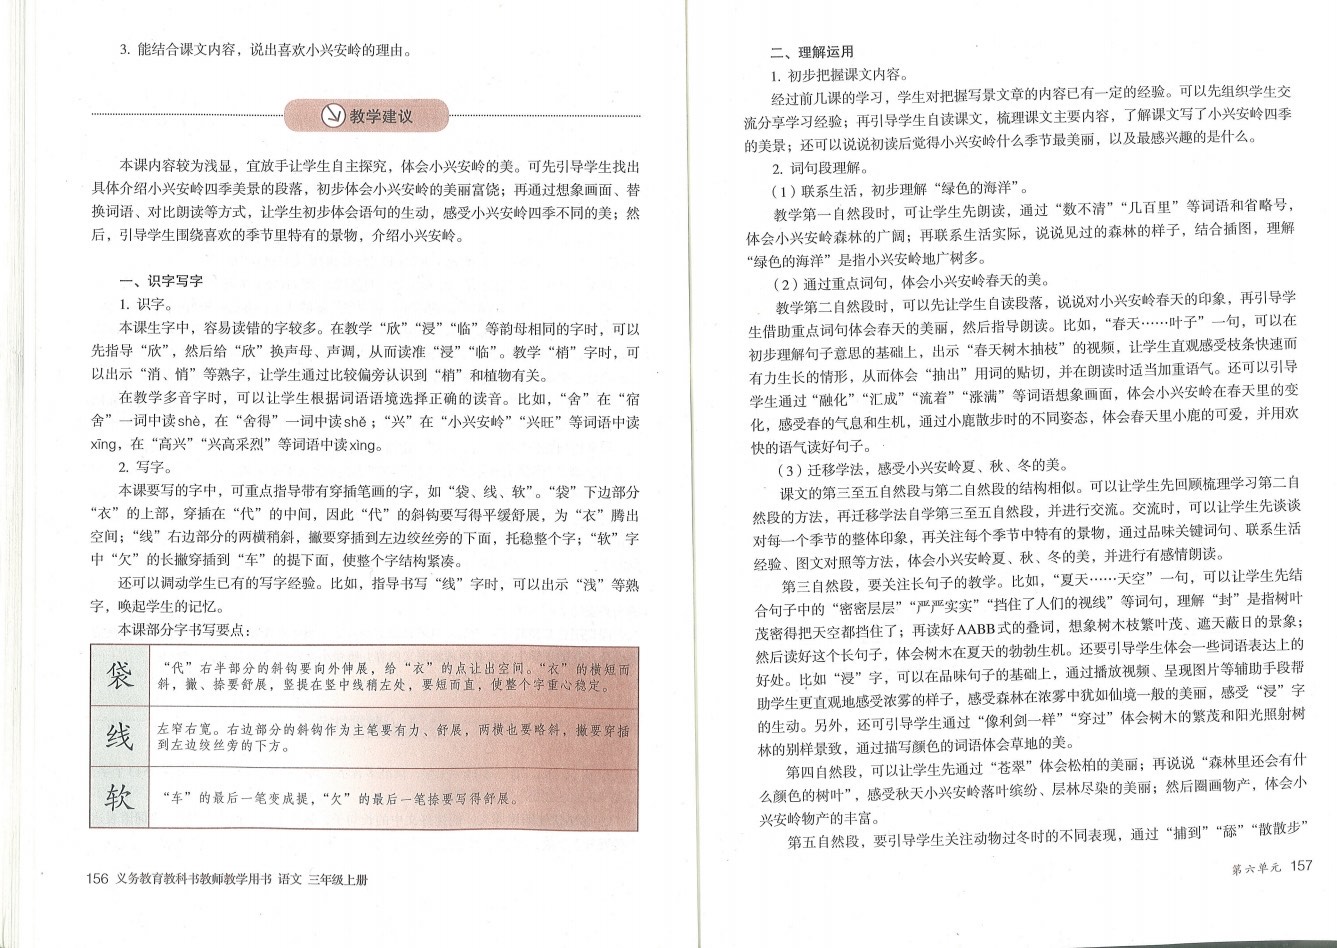 3. 能结合课文内容，说出喜欢小兴安岭的理由。
教学建议
本课内容较为浅显，宜放手让学生自主探究，体会小兴安岭的美。可先引导学生找出
具体介绍小兴安岭四季美景的段落，初步体会小兴安岭的美丽富饶；再通过想象画面、替
换词语、对比朗读等方式，让学生初步体会语句的生动，感受小兴安岭四季不同的美；然
后，引导学生围绕喜欢的季节里特有的景物，介绍小兴安岭。
一、识字写字
1. 识字。
本课生字中，容易读错的字较多。在教学“欣”“浸”“临”等韵母相同的字时，可以
先指导“欣”，然后给“欣”换声母、声调，从而读准“浸”“临”。教学“梢”字时，可
以出示“消、悄”等熟字，让学生通过比较偏旁认识到“梢”和植物有关。
在教学多音字时，可以让学生根据词语语境选择正确的读音。比如，“舍”在“宿
舍”一词中读shè，在“舍得”一词中读shě；“兴”在“小兴安岭”“兴旺”等词语中读
xīng，在“高兴”“兴高采烈”等词语中读xìng。
2. 写字。
本课要写的字中，可重点指导带有穿插笔画的字，如“袋、线、软”。“袋”下边部分
“衣”的上部，穿插在“代”的中间，因此“代”的斜钩要写得平缓舒展，为“衣”腾出
空间；“线”右边部分的两横稍斜，撇要穿插到左边绞丝旁的下面，托稳整个字；“软”字
中“欠”的长撇穿插到“车”的提下面，使整个字结构紧凑。
还可以调动学生已有的写字经验。比如，指导书写“线”字时，可以出示“浅”等熟
字，唤起学生的记忆。
本课部分字书写要点：
袋
“代”右半部分的斜钩要向外伸展，给“衣”的点让出空间。“衣”的横短而
斜，撇、捺要舒展，竖提在竖中线稍左处，要短而直，使整个字重心稳定。
线
左窄右宽。右边部分的斜钩作为主笔要有力、舒展，两横也要略斜，撇要穿插
到左边绞丝旁的下方。
软
“车”的最后一笔变成提，“欠”的最后一笔捺要写得舒展。
156 义务教育教科书教师教学用书 语文 三年级上册
二、理解运用
1. 初步把握课文内容。
经过前几课的学习，学生对把握写景文章的内容已有一定的经验。可以先组织学生交
流分享学习经验；再引导学生自读课文，梳理课文主要内容，了解课文写了小兴安岭四季
的美景；还可以说说初读后觉得小兴安岭什么季节最美丽，以及最感兴趣的是什么。
2. 词句段理解。
（1）联系生活，初步理解“绿色的海洋”。
教学第一自然段时，可让学生先朗读，通过“数不清”“几百里”等词语和省略号，
体会小兴安岭森林的广阔；再联系生活实际，说说见过的森林的样子，结合插图，理解
“绿色的海洋”是指小兴安岭地广树多。
（2）通过重点词句，体会小兴安岭春天的美。
教学第二自然段时，可以先让学生自读段落，说说对小兴安岭春天的印象，再引导学
生借助重点词句体会春天的美丽，然后指导朗读。比如，“春天……叶子”一句，可以在
初步理解句子意思的基础上，出示“春天树木抽枝”的视频，让学生直观感受枝条快速而
有力生长的情形，从而体会“抽出”用词的贴切，并在朗读时适当加重语气。还可以引导
学生通过“融化”“汇成”“流着”“涨满”等词语想象画面，体会小兴安岭在春天里的变
化，感受春的气息和生机，通过小鹿散步时的不同姿态，体会春天里小鹿的可爱，并用欢
快的语气读好句子。
（3）迁移学法，感受小兴安岭夏、秋、冬的美。
课文的第三至五自然段与第二自然段的结构相似。可以让学生先回顾梳理学习第二自
然段的方法，再迁移学法自学第三至五自然段，并进行交流。交流时，可以让学生先谈谈
对每一个季节的整体印象，再关注每个季节中特有的景物，通过品味关键词句、联系生活
经验、图文对照等方法，体会小兴安岭夏、秋、冬的美，并进行有感情朗读。
第三自然段，要关注长句子的教学。比如，“夏天……天空”一句，可以让学生先结
合句子中的“密密层层”“严严实实”“挡住了人们的视线”等词句，理解“封”是指树叶
茂密得把天空都挡住了；再读好AABB式的叠词，想象树木枝繁叶茂、遮天蔽日的景象；
然后读好这个长句子，体会树木在夏天的勃勃生机。还要引导学生体会一些词语表达上的
好处。比如“浸”字，可以在品味句子的基础上，通过播放视频、呈现图片等辅助手段帮
助学生更直观地感受浓雾的样子，感受森林在浓雾中犹如仙境一般的美丽，感受“浸”字
的生动。另外，还可引导学生通过“像利剑一样”“穿过”体会树木的繁茂和阳光照射树
林的别样景致，通过描写颜色的词语体会草地的美。
第四自然段，可以让学生先通过“苍翠”体会松柏的美丽；再说说“森林里还会有什
么颜色的树叶”，感受秋天小兴安岭落叶缤纷、层林尽染的美丽；然后圈画物产，体会小
兴安岭物产的丰富。
第五自然段，要引导学生关注动物过冬时的不同表现，通过“捕到”“舔”“散散步”
第六单元 157